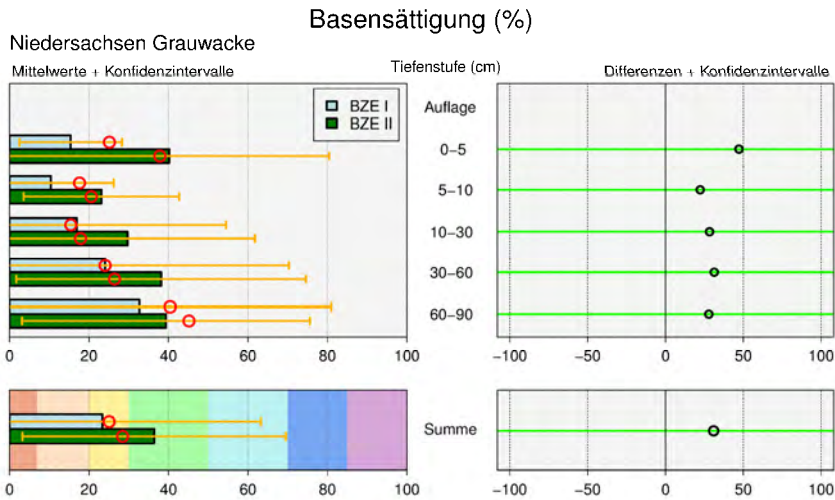 Basensättigung (%)
Niedersachsen Grauwacke
Mittelwerte + Konfidenzintervalle
Tiefenstufe (cm)
Differenzen + Konfidenzintervalle
BZE I
BZE II
Auflage
0−5
5−10
10−30
30−60
60−90
0 20 40 60 80 100
−100 −50 0 50 100
Summe
0 20 40 60 80 100
−100 −50 0 50 100